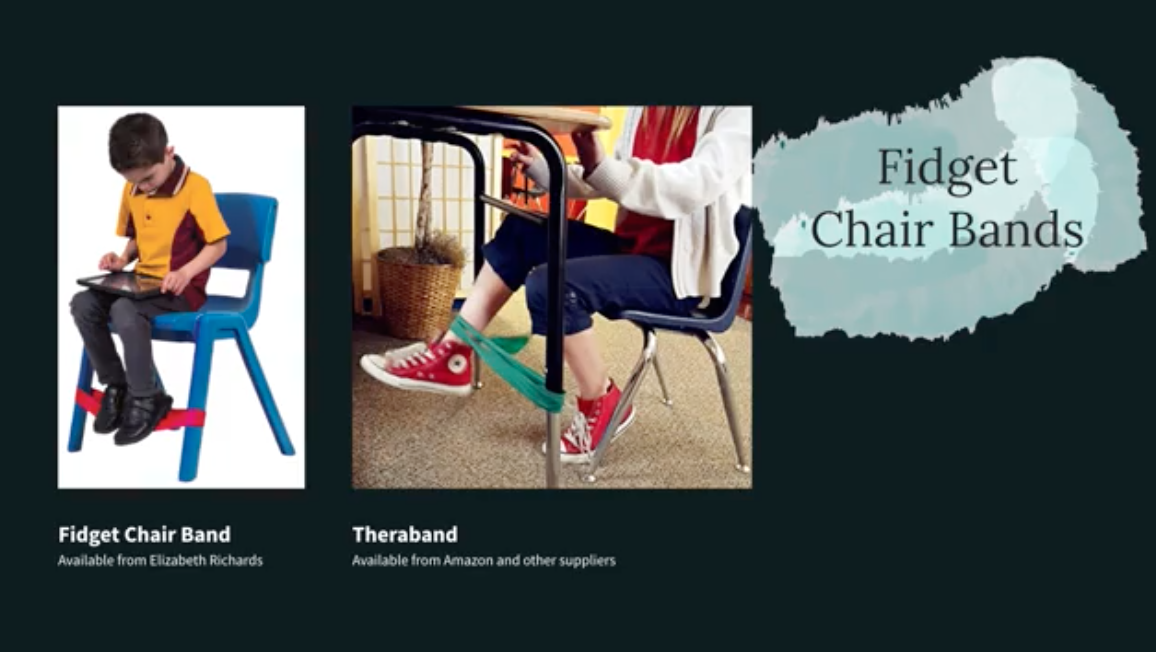 Fidget
Chair Bands
Fidget Chair Band
Available from Elizabeth Richards
Theraband
Available from Amazon and other suppliers